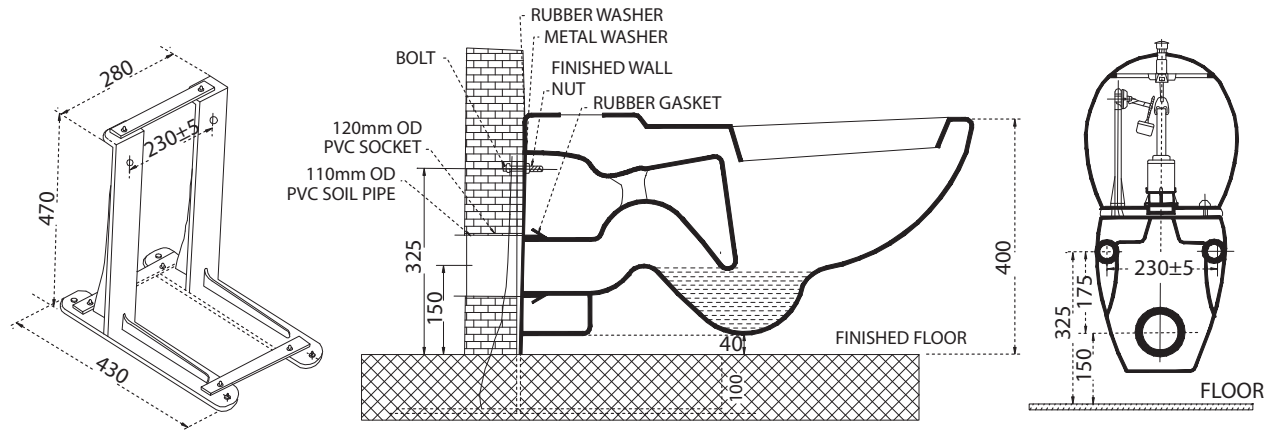 280
230±5
470
430
RUBBER WASHER
METAL WASHER
BOLT
FINISHED WALL
NUT
RUBBER GASKET
120mm OD
PVC SOCKET
110mm OD
PVC SOIL PIPE
325
150
400
40
FINISHED FLOOR
100
230±5
175
325
150
FLOOR